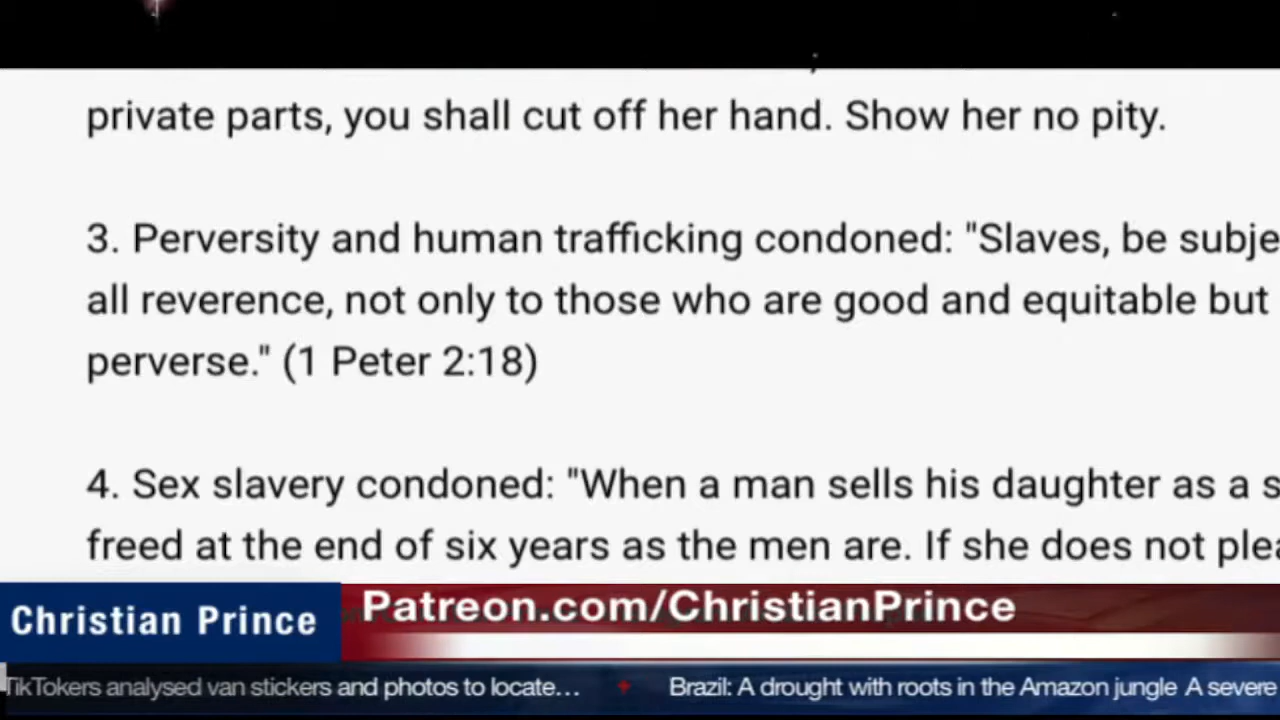 private parts, you shall cut off her hand. Show her no pity.
3. Perversity and human trafficking condoned: "Slaves, be subje
all reverence, not only to those who are good and equitable but
perverse." (1 Peter 2:18)
4. Sex slavery condoned: "When a man sells his daughter as a s
freed at the end of six years as the men are. If she does not plea
Christian Prince
Patreon.com/ChristianPrince
TikTokers analysed van stickers and photos to locate... Brazil: A drought with roots in the Amazon jungle A severe